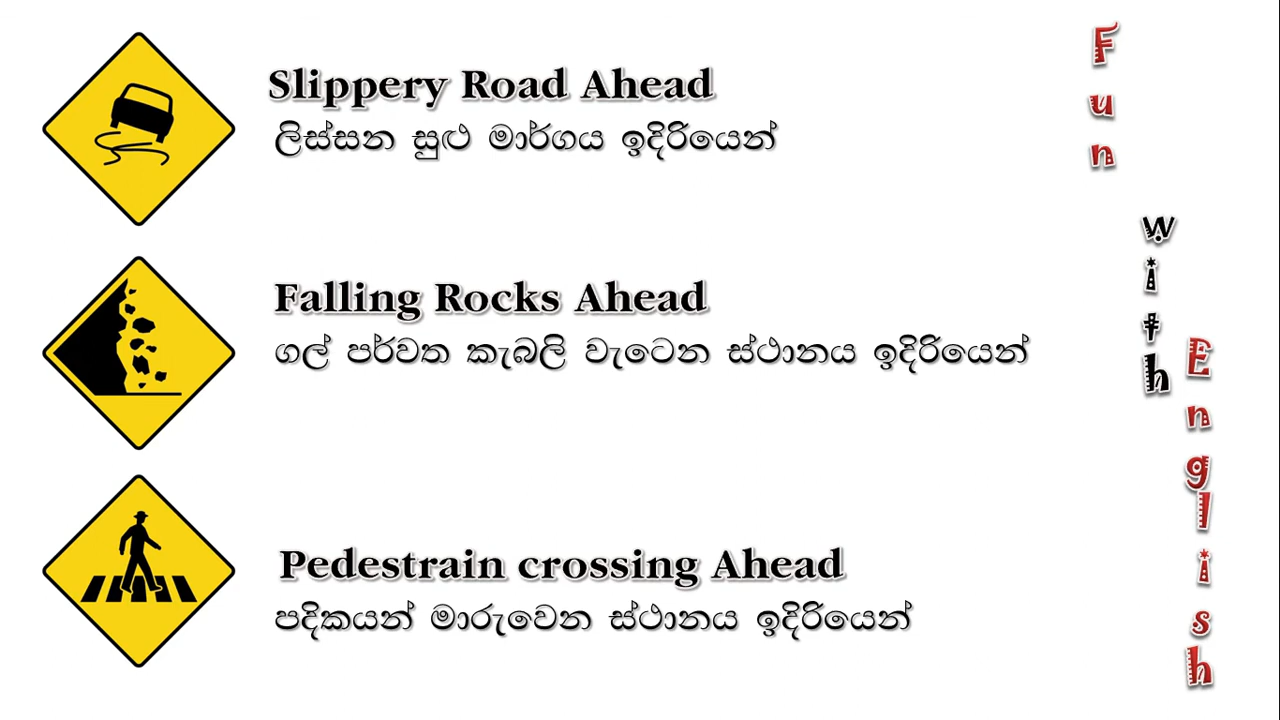 Slippery Road Ahead
ලිස්සන සුළු මාර්ගය ඉදිරියෙන්
Falling Rocks Ahead
ගල් පර්වත කැබලි වැටෙන ස්ථානය ඉදිරියෙන්
Pedestrain crossing Ahead
පදිකයන් මාරුවෙන ස්ථානය ඉදිරියෙන්
Fun
with
English